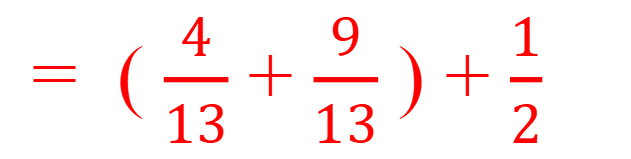 = ( 4/13 + 9/13 ) + 1/2